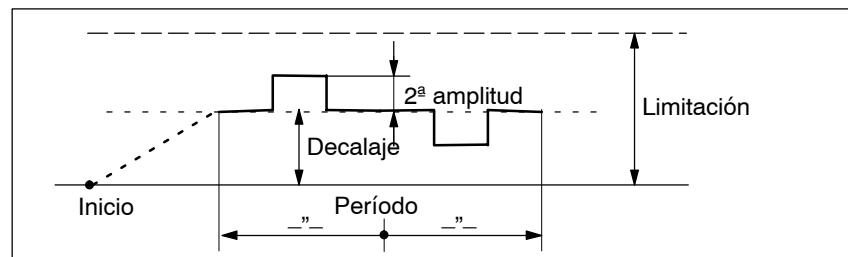 2ª amplitud
Limitación
Decalaje
Inicio
Período
_”_ _”_